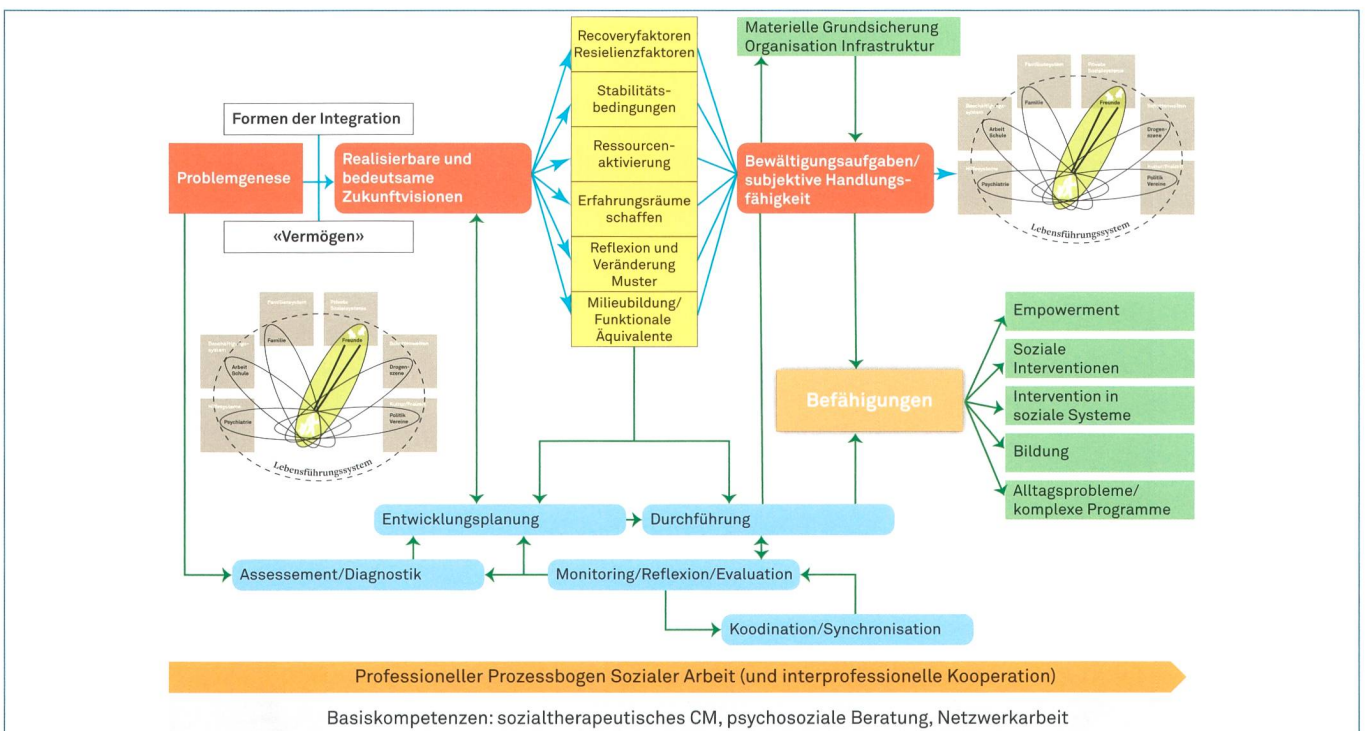 Recoveryfaktoren
Resielienzfaktoren
Stabilitäts-
bedingungen
Ressourcen-
aktivierung
Erfahrungsräume
schaffen
Reflexion und
Veränderung
Muster
Milieubildung/
Funktionale
Äquivalente
Materielle Grundsicherung
Organisation Infrastruktur
Formen der Integration
Problemgenese
Realisierbare und
bedeutsame
Zukunftvisionen
«Vermögen»
Bewältigungsaufgaben/
subjektive Handlungs-
fähigkeit
Familie
Freunde
Arbeit
Schule
Drogen-
szene
Psychiatrie
Politik
Vereine
Lebensführungssystem
Familie
Freunde
Arbeit
Schule
Drogen-
szene
Psychiatrie
Politik
Vereine
Lebensführungssystem
Befähigungen
Empowerment
Soziale
Interventionen
Intervention in
soziale Systeme
Bildung
Alltagsprobleme/
komplexe Programme
Entwicklungsplanung
Durchführung
Assessement/Diagnostik
Monitoring/Reflexion/Evaluation
Koodination/Synchronisation
Professioneller Prozessbogen Sozialer Arbeit (und interprofessionelle Kooperation)
Basiskompetenzen: sozialtherapeutisches CM, psychosoziale Beratung, Netzwerkarbeit